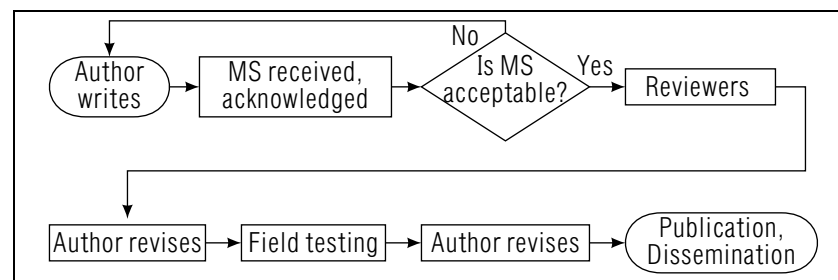 No
Author
writes
MS received,
acknowledged
Is MS
acceptable?
Yes
Reviewers
Author revises
Field testing
Author revises
Publication,
Dissemination